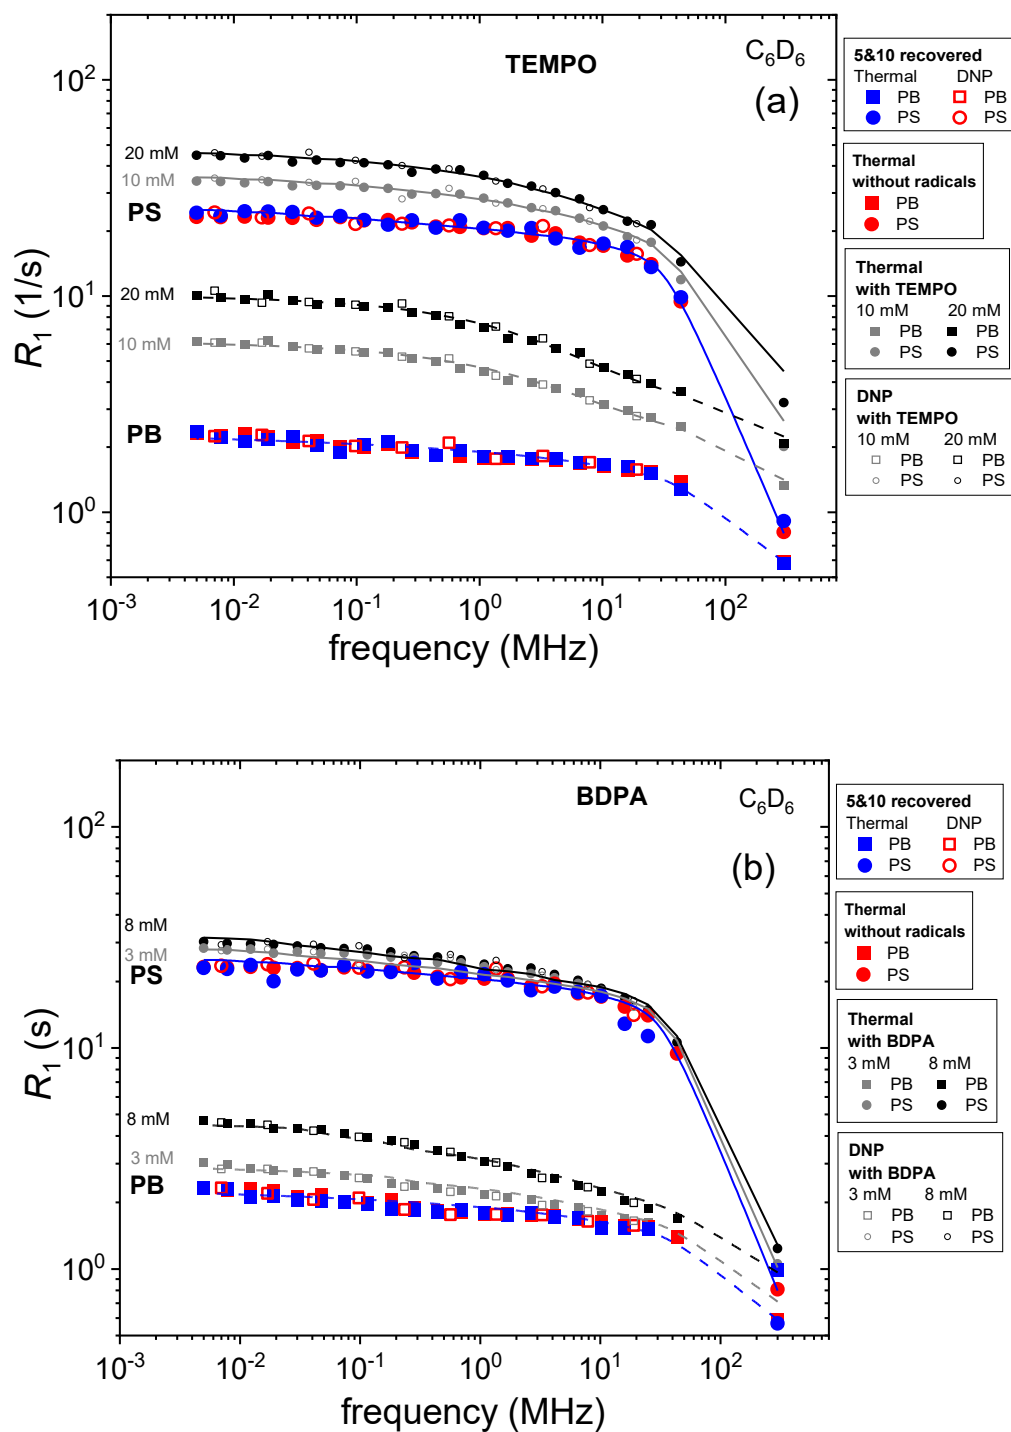 TEMPO
C6D6
(a)
10^2
10^1
10^0
20 mM
10 mM
PS
20 mM
10 mM
PB
R1 (1/s)
10^-3
10^-2
10^-1
10^0
10^1
10^2
frequency (MHz)
5&10 recovered
Thermal DNP
PB PB
PS PS
Thermal
without radicals
PB
PS
Thermal
with TEMPO
10 mM 20 mM
PB PB
PS PS
DNP
with TEMPO
10 mM 20 mM
PB PB
PS PS
BDPA
C6D6
(b)
10^2
10^1
10^0
8 mM
3 mM
PS
8 mM
3 mM
PB
R1 (s)
10^-3
10^-2
10^-1
10^0
10^1
10^2
frequency (MHz)
5&10 recovered
Thermal DNP
PB PB
PS PS
Thermal
without radicals
PB
PS
Thermal
with BDPA
3 mM 8 mM
PB PB
PS PS
DNP
with BDPA
3 mM 8 mM
PB PB
PS PS